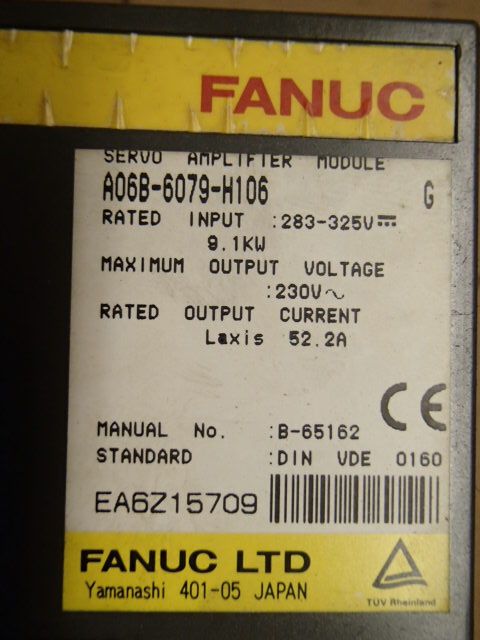 FANUC
SERVO AMPLIFIER MODULE
A06B-6079-H106 G
RATED INPUT :283-325V⎓
9.1KW
MAXIMUM OUTPUT VOLTAGE
:230V~
RATED OUTPUT CURRENT
Laxis 52.2A
CE
MANUAL No. :B-65162
STANDARD :DIN VDE 0160
EA6Z15709
FANUC LTD
Yamanashi 401-05 JAPAN
TÜV Rheinland